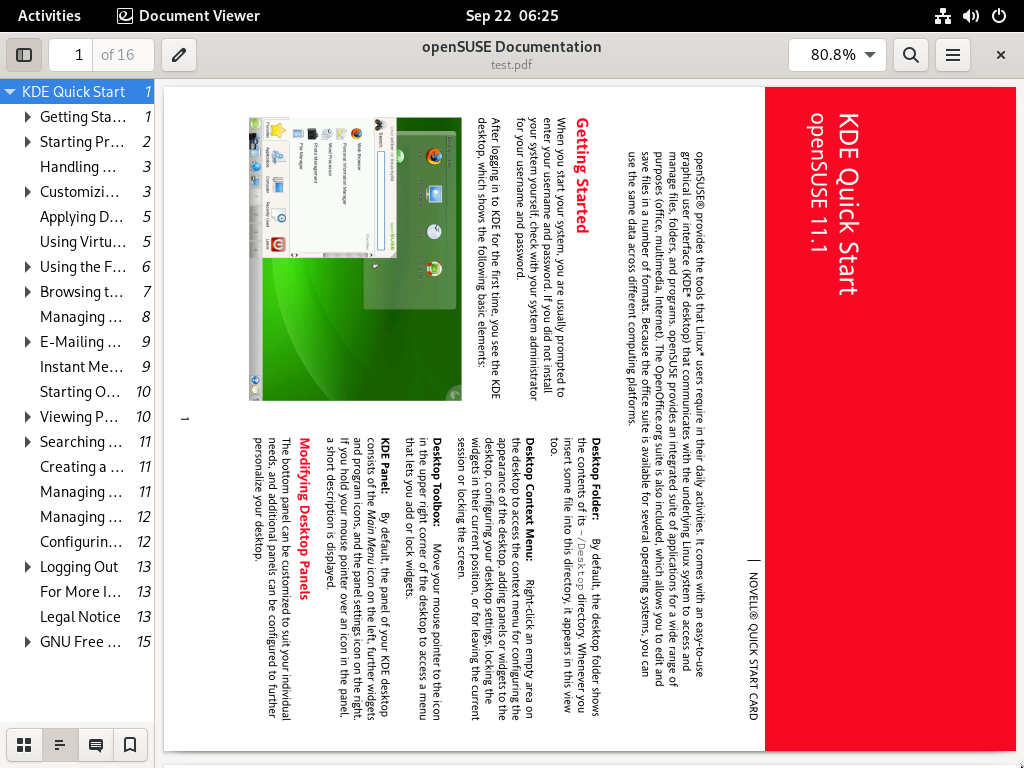 Activities
Document Viewer
Sep 22 06:25
1
of 16
openSUSE Documentation
test.pdf
80.8%
KDE Quick Start 1
Getting Sta... 1
Starting Pr... 2
Handling ... 3
Customizi... 3
Applying D... 5
Using Virtu... 5
Using the F... 6
Browsing t... 7
Managing ... 8
E-Mailing ... 9
Instant Me... 9
Starting O... 10
Viewing P... 10
Searching ... 11
Creating a ... 11
Managing ... 11
Managing ... 12
Configurin... 12
Logging Out 13
For More I... 13
Legal Notice 13
GNU Free ... 15
KDE Quick Start
openSUSE 11.1
NOVELL® QUICK START CARD
openSUSE® provides the tools that Linux* users require in their daily activities. It comes with an easy-to-use
graphical user interface (KDE* desktop) that communicates with the underlying Linux system to access and
manage files, folders, and programs. openSUSE provides an integrated suite of applications for a wide range of
purposes (office, multimedia, Internet). The OpenOffice.org suite is also included, which allows you to edit and
save files in a number of formats. Because the office suite is available for several operating systems, you can
use the same data across different computing platforms.
Getting Started
When you start your system, you are usually prompted to
enter your username and password. If you did not install
your system yourself, check with your system administrator
for your username and password.
After logging in to KDE for the first time, you see the KDE
desktop, which shows the following basic elements:
Search:
Web Browser
Personal Information Manager
Word Processor
Photo Management
File Manager
Favorites
Applications
Computer
Recently Used
Leave
Desktop Folder: By default, the desktop folder shows
the contents of its ~/Desktop directory. Whenever you
insert some file into this directory, it appears in this view
too.
Desktop Context Menu: Right-click an empty area on
the desktop to access the context menu for configuring the
appearance of the desktop, adding panels or widgets to the
desktop, configuring your desktop settings, locking the
widgets in their current position, or for leaving the current
session or locking the screen.
Desktop Toolbox: Move your mouse pointer to the icon
in the upper right corner of the desktop to access a menu
that lets you add or lock widgets.
KDE Panel: By default, the panel of your KDE desktop
consists of the Main Menu icon on the left, further widgets
and program icons, and the panel settings icon on the right.
If you hold your mouse pointer over an icon in the panel,
a short description is displayed.
Modifying Desktop Panels
The bottom panel can be customized to suit your individual
needs, and additional panels can be configured to further
personalize your desktop.
1